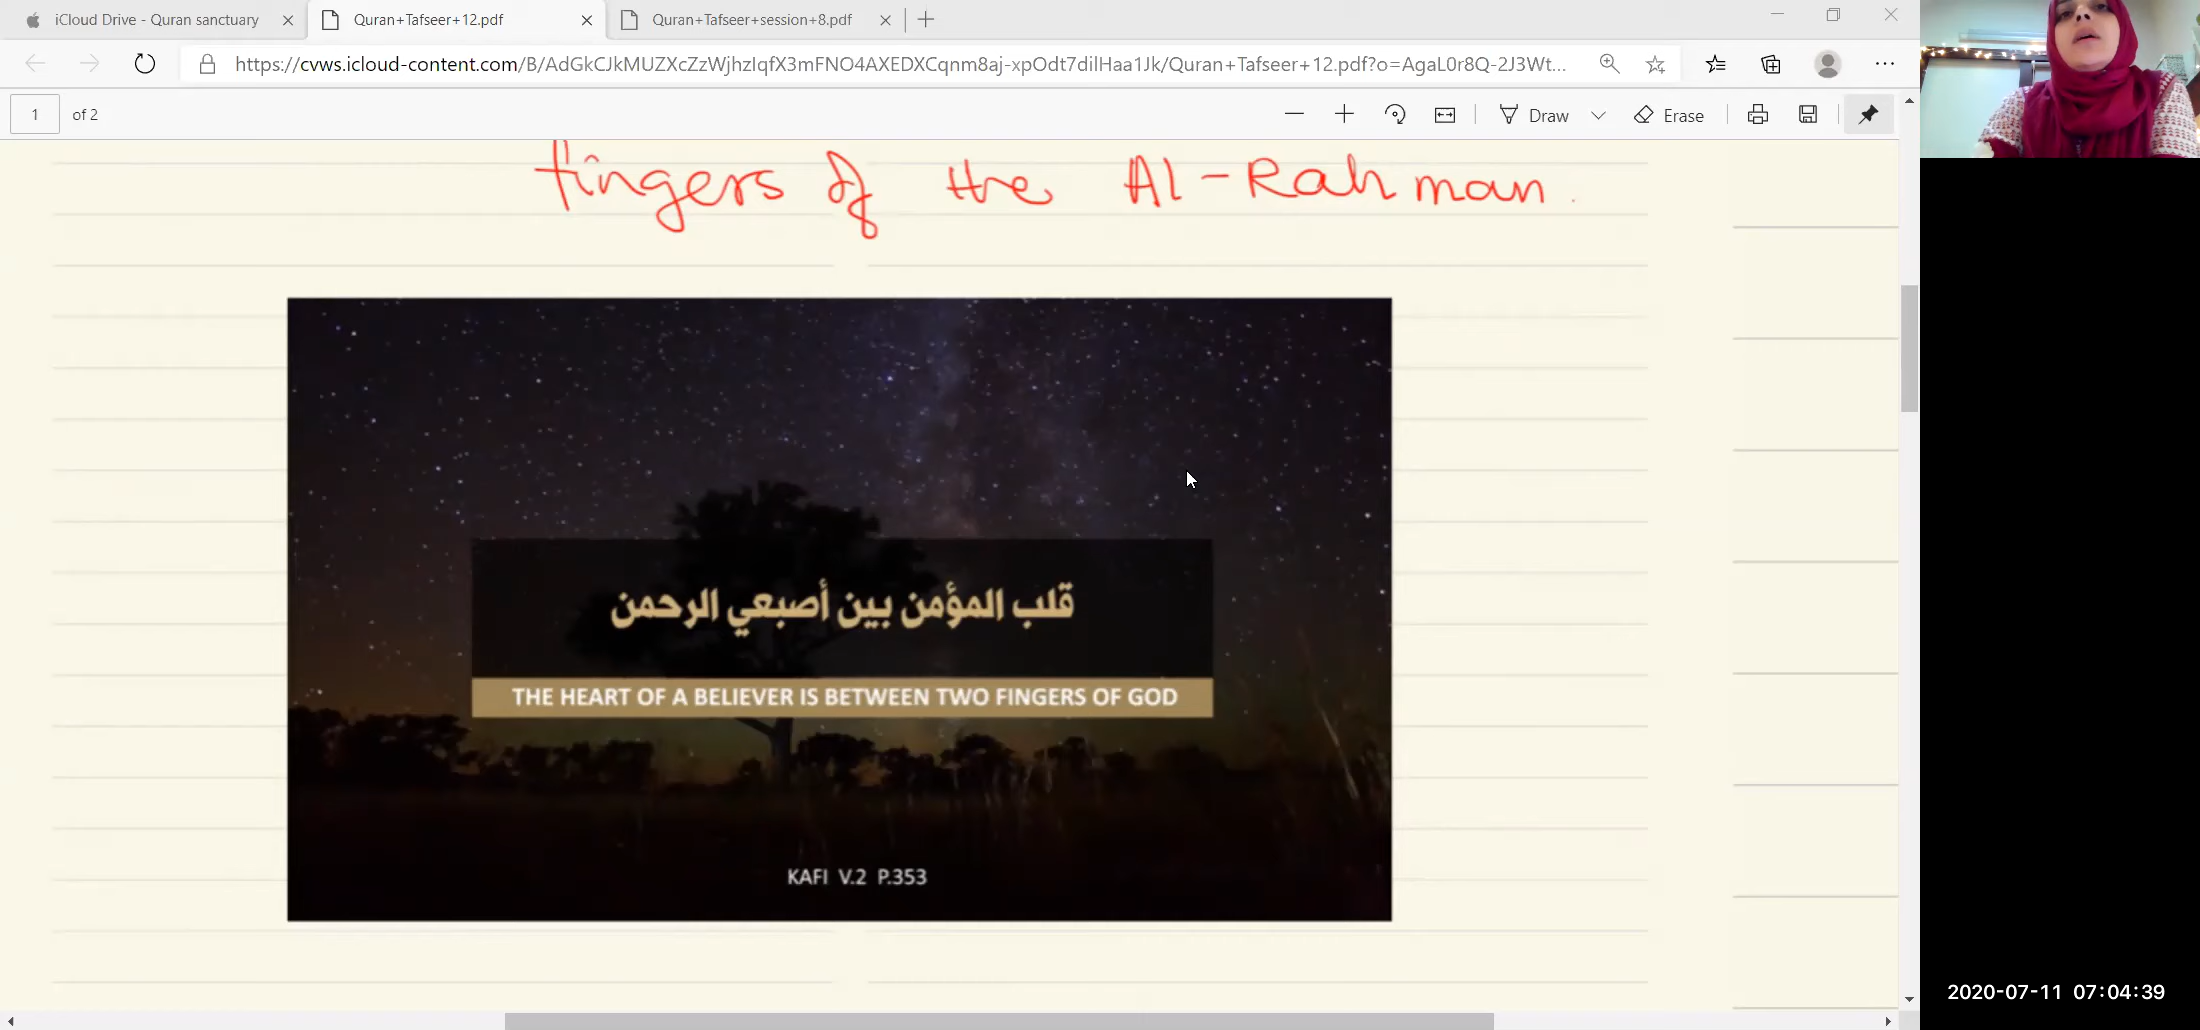 iCloud Drive - Quran sanctuary
Quran+Tafseer+12.pdf
Quran+Tafseer+session+8.pdf
https://cvws.icloud-content.com/B/AdGkCJkMUZXcZzWjhzIqfX3mFNO4AXEDXCqnm8aj-xpOdt7dilHaa1Jk/Quran+Tafseer+12.pdf?o=AgaL0r8Q-2J3Wt...
1 of 2
Draw
Erase
fingers of the Al-Rahman.
قلب المؤمن بين أصبعي الرحمن
THE HEART OF A BELIEVER IS BETWEEN TWO FINGERS OF GOD
KAFI V.2 P.353
2020-07-11 07:04:39